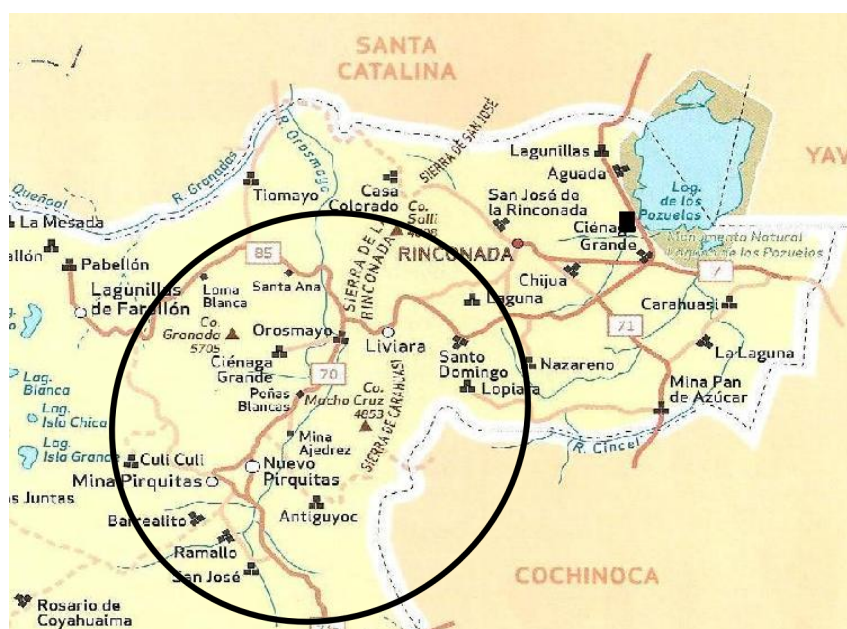 SANTA
CATALINA
R. Orosmayo
R. Granadas
SIERRA DE SAN JOSÉ
Lagunillas
Aguada
YAV
Queñoal
Tiomayo
Casa
Colorado
Co.
Salli
San José de
la Rinconada
Lag.
de los
Pozuelos
La Mesada
Ciénega
Grande
Monumento Natural
Laguna de los Pozuelos
RINCONADA
SIERRA DE LA
RINCONADA
85
7
allón
Pabellón
Lagunillas
de Farallón
Loma
Blanca
Santa Ana
Chijua
Laguna
Carahuasi
Co.
Granada
5705
Orosmayo
Liviara
71
Ciénaga
Grande
70
Santo
Domingo
Nazareno
La Laguna
Lag.
Blanca
Peñas
Blancas
Co.
Macho Cruz
4853
Lopiara
Mina Pan
de Azúcar
Lag.
Isla Chica
Lag.
Isla Grande
Mina
Ajedrez
SIERRA DE CARAHUASI
R. Cincel
Culi Culi
Mina Pirquitas
Nuevo
Pirquitas
as Juntas
Barrealito
Antiguyoc
Ramallo
San José
COCHINOCA
Rosario de
Coyahuaima